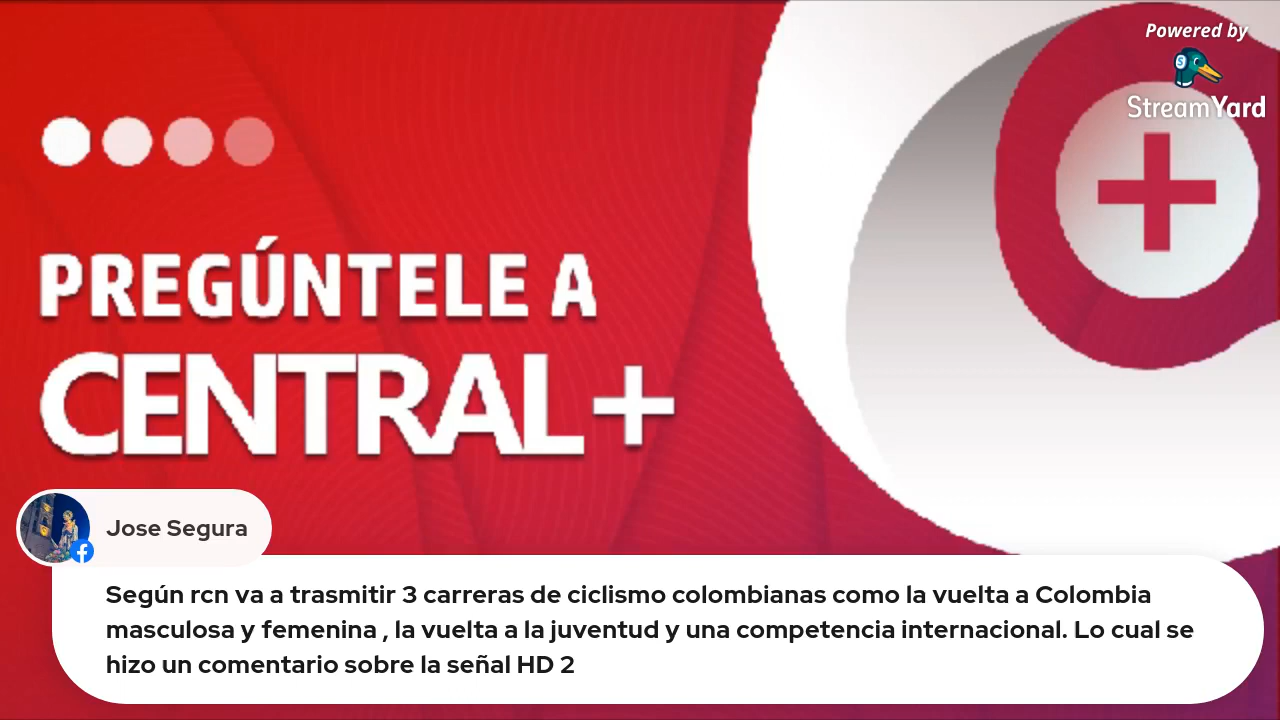 Powered by
StreamYard
PREGÚNTELE A
CENTRAL+
Jose Segura
Según rcn va a trasmitir 3 carreras de ciclismo colombianas como la vuelta a Colombia
masculosa y femenina , la vuelta a la juventud y una competencia internacional. Lo cual se
hizo un comentario sobre la señal HD 2